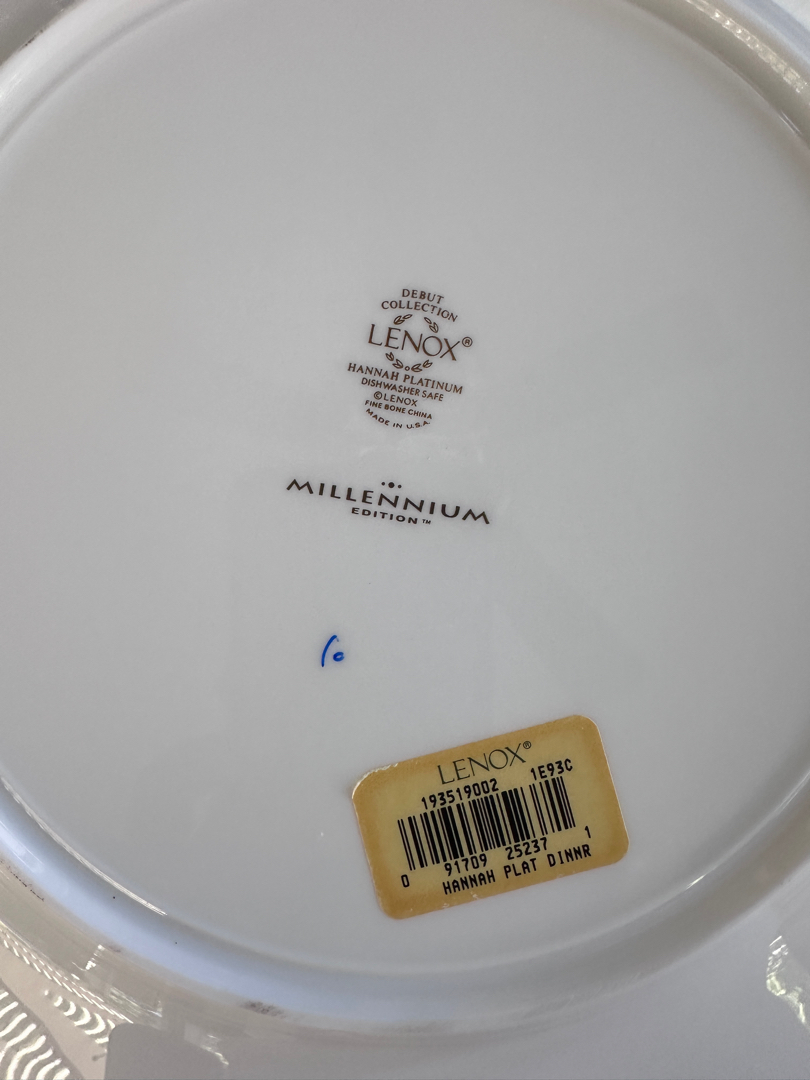 DEBUT
COLLECTION
LENOX®
HANNAH PLATINUM
DISHWASHER SAFE
©LENOX
FINE BONE CHINA
MADE IN U.S.A.
MILLENNIUM
EDITION™
LENOX®
193519002 1E93C
0 91709 25237 1
HANNAH PLAT DINNR